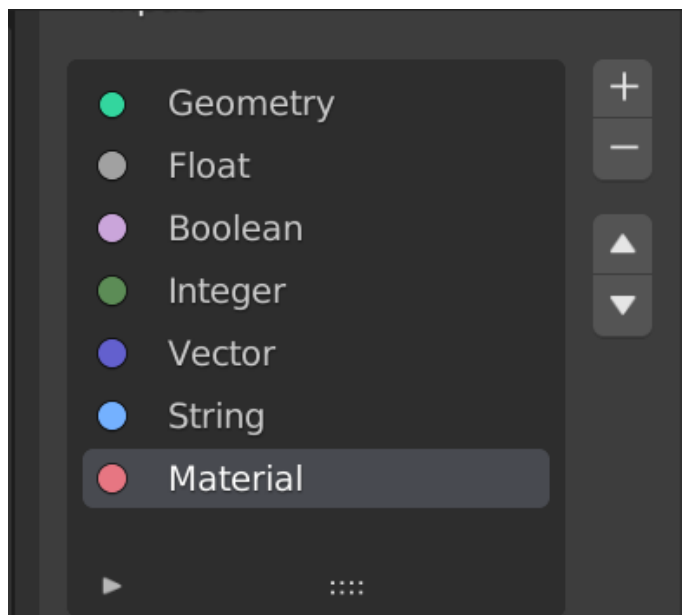 Geometry
Float
Boolean
Integer
Vector
String
Material